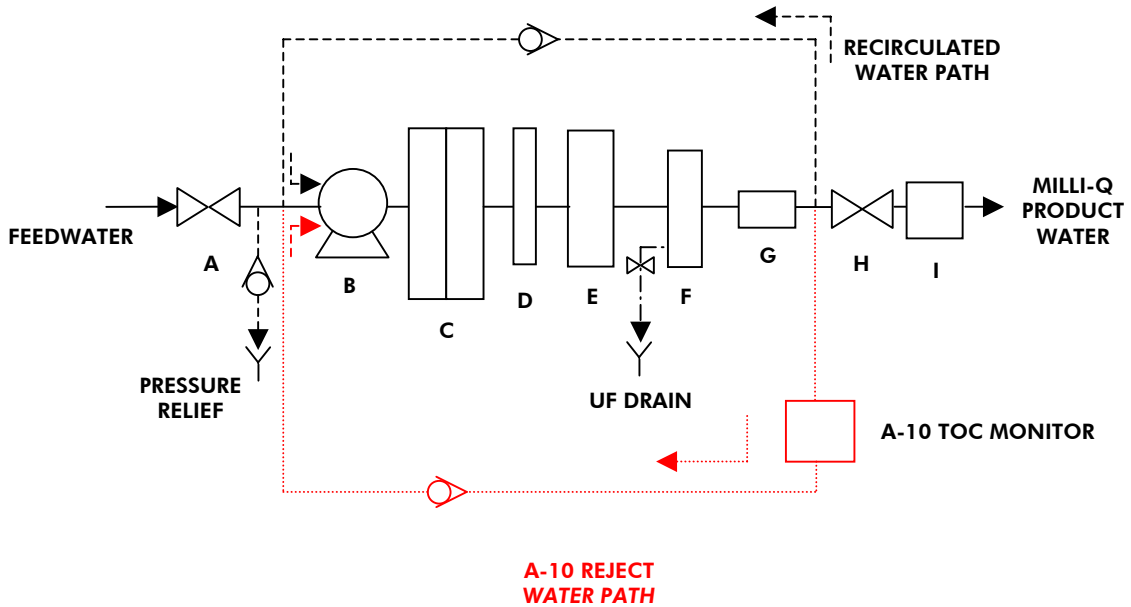 RECIRCULATED
WATER PATH
MILLI-Q
PRODUCT
WATER
FEEDWATER
A
B
C
D
E
F
G
H
I
PRESSURE
RELIEF
UF DRAIN
A-10 TOC MONITOR
A-10 REJECT
WATER PATH